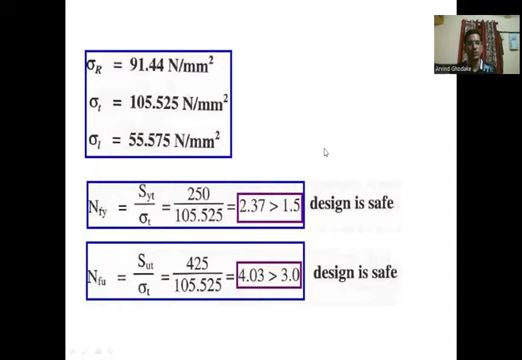 σ_R = 91.44 N/mm²
σ_t = 105.525 N/mm²
σ_l = 55.575 N/mm²
N_fy = S_yt / σ_t = 250 / 105.525 = 2.37 > 1.5 design is safe
N_fu = S_ut / σ_t = 425 / 105.525 = 4.03 > 3.0 design is safe
Arvind Ghodake